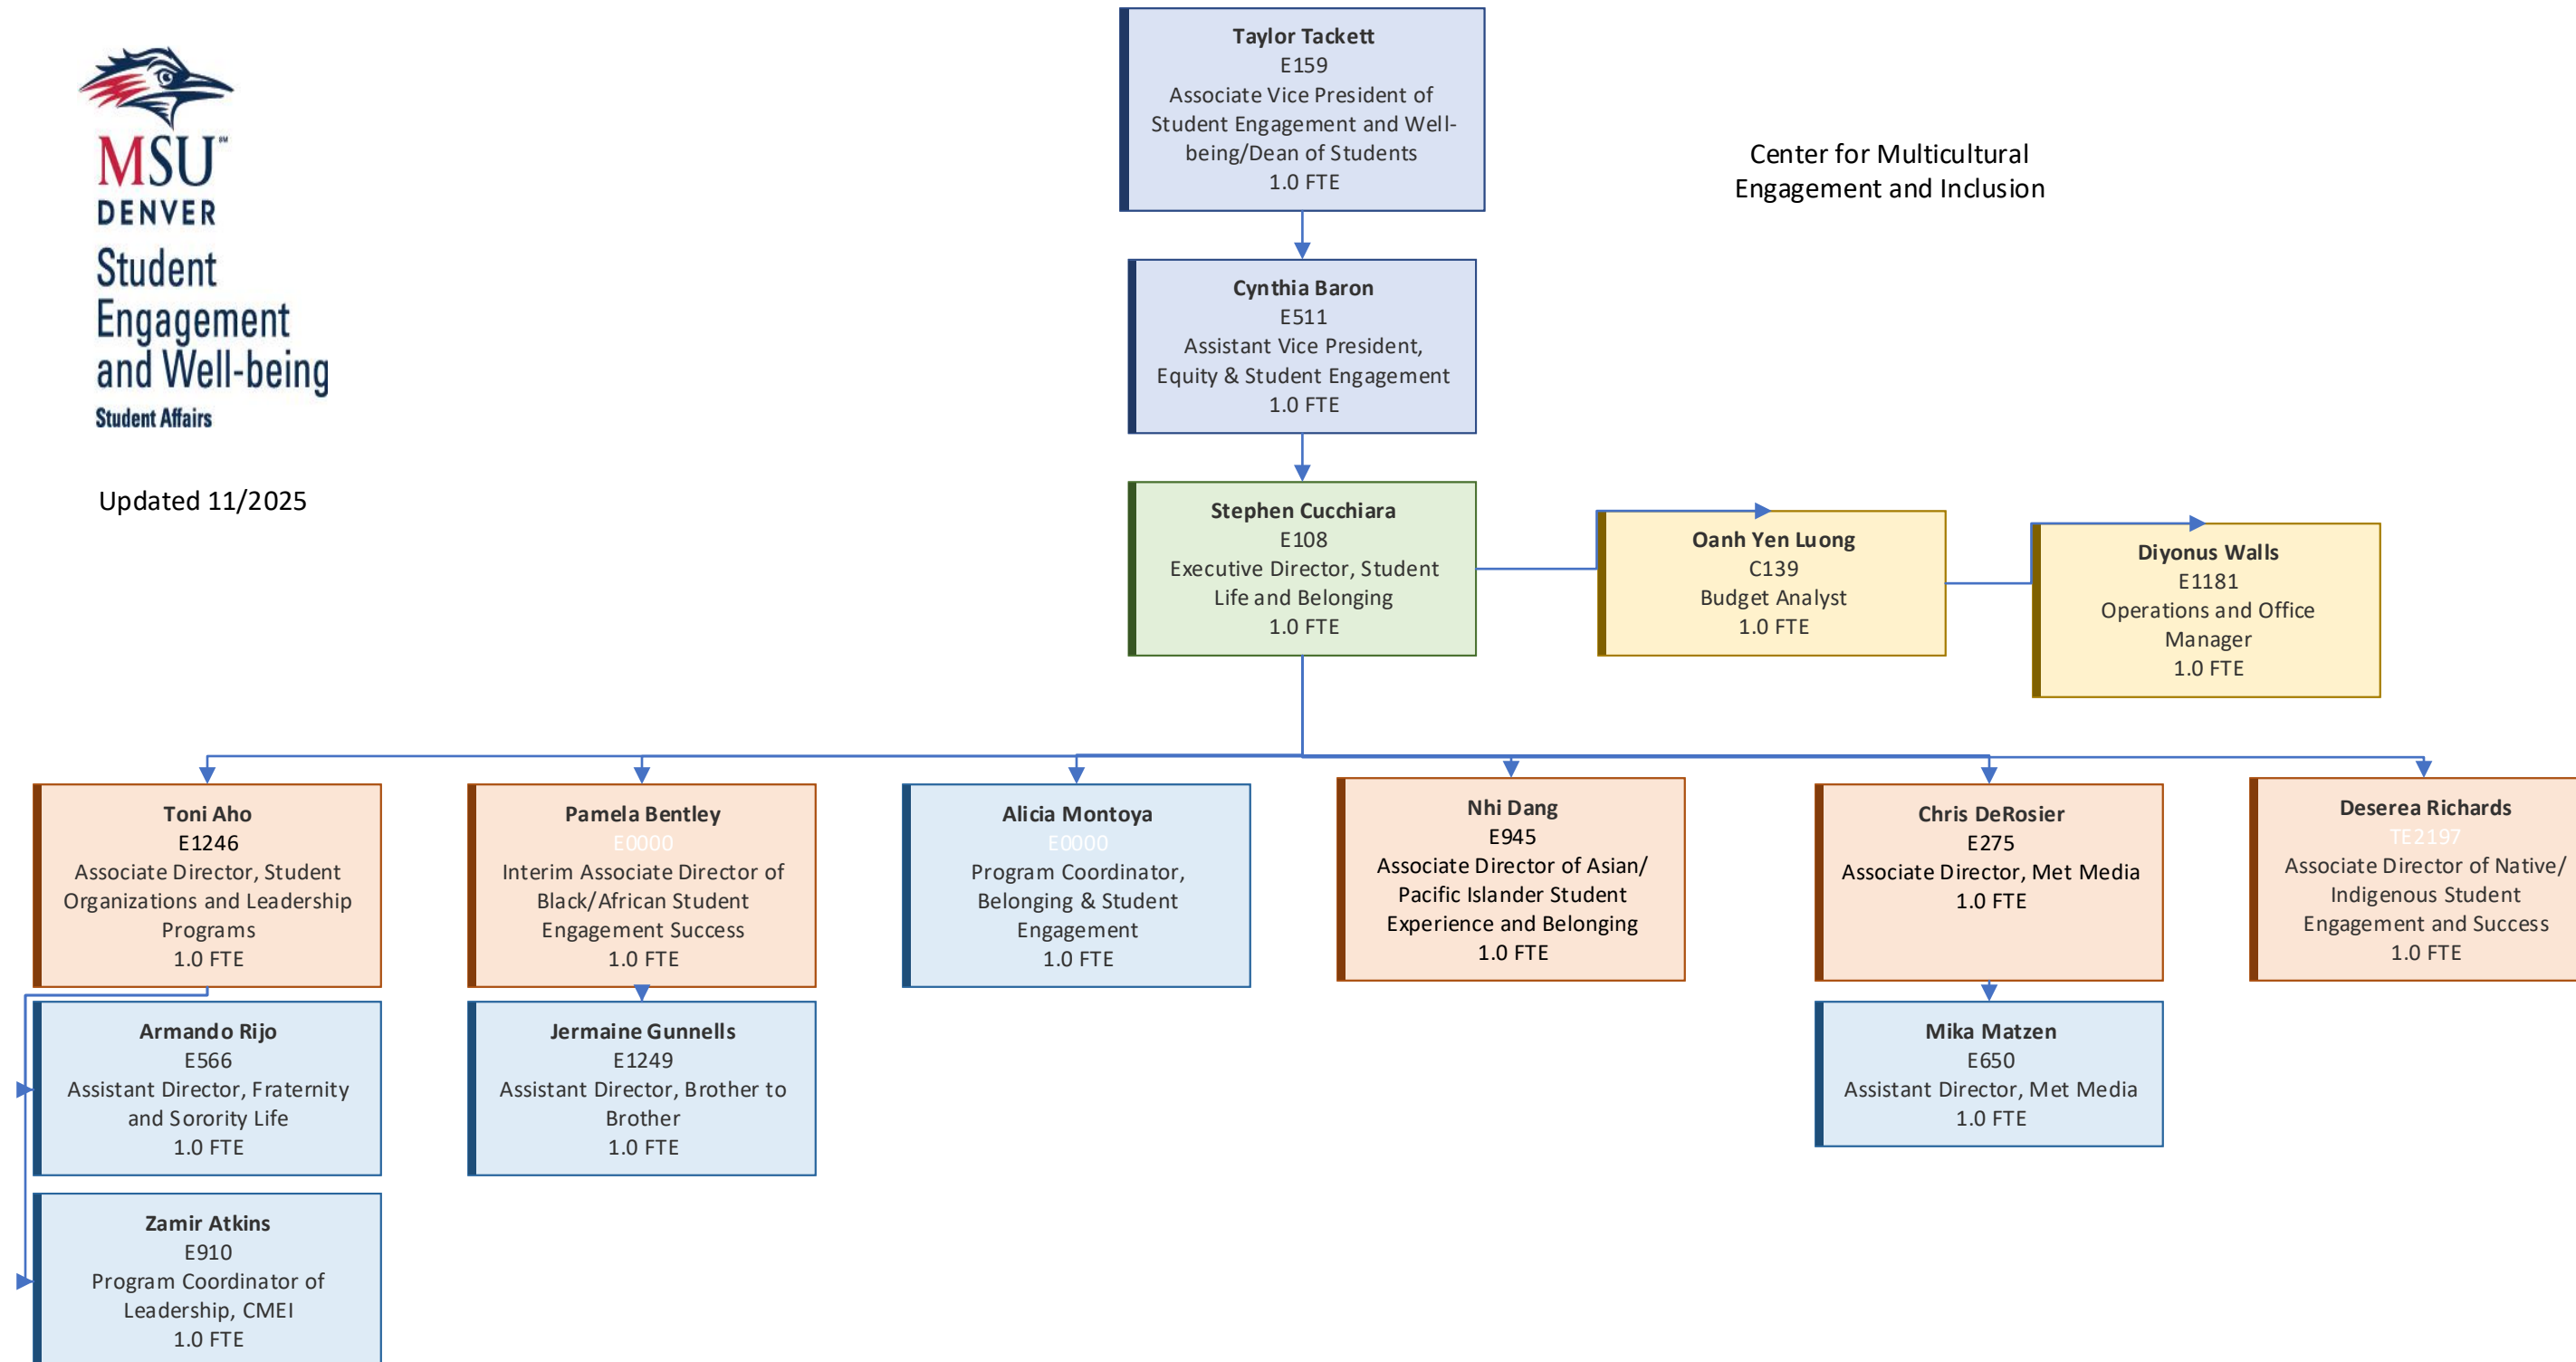 MSU
DENVER
Student
Engagement
and Well-being
Student Affairs
Updated 11/2025
Center for Multicultural
Engagement and Inclusion
Taylor Tackett
E159
Associate Vice President of
Student Engagement and Well-
being/Dean of Students
1.0 FTE
Cynthia Baron
E511
Assistant Vice President,
Equity & Student Engagement
1.0 FTE
Stephen Cucchiara
E108
Executive Director, Student
Life and Belonging
1.0 FTE
Oanh Yen Luong
C139
Budget Analyst
1.0 FTE
Diyonus Walls
E1181
Operations and Office
Manager
1.0 FTE
Toni Aho
E1246
Associate Director, Student
Organizations and Leadership
Programs
1.0 FTE
Pamela Bentley
E0000
Interim Associate Director of
Black/African Student
Engagement Success
1.0 FTE
Alicia Montoya
E0000
Program Coordinator,
Belonging & Student
Engagement
1.0 FTE
Nhi Dang
E945
Associate Director of Asian/
Pacific Islander Student
Experience and Belonging
1.0 FTE
Chris DeRosier
E275
Associate Director, Met Media
1.0 FTE
Deserea Richards
TE2197
Associate Director of Native/
Indigenous Student
Engagement and Success
1.0 FTE
Armando Rijo
E566
Assistant Director, Fraternity
and Sorority Life
1.0 FTE
Jermaine Gunnells
E1249
Assistant Director, Brother to
Brother
1.0 FTE
Mika Matzen
E650
Assistant Director, Met Media
1.0 FTE
Zamir Atkins
E910
Program Coordinator of
Leadership, CMEI
1.0 FTE